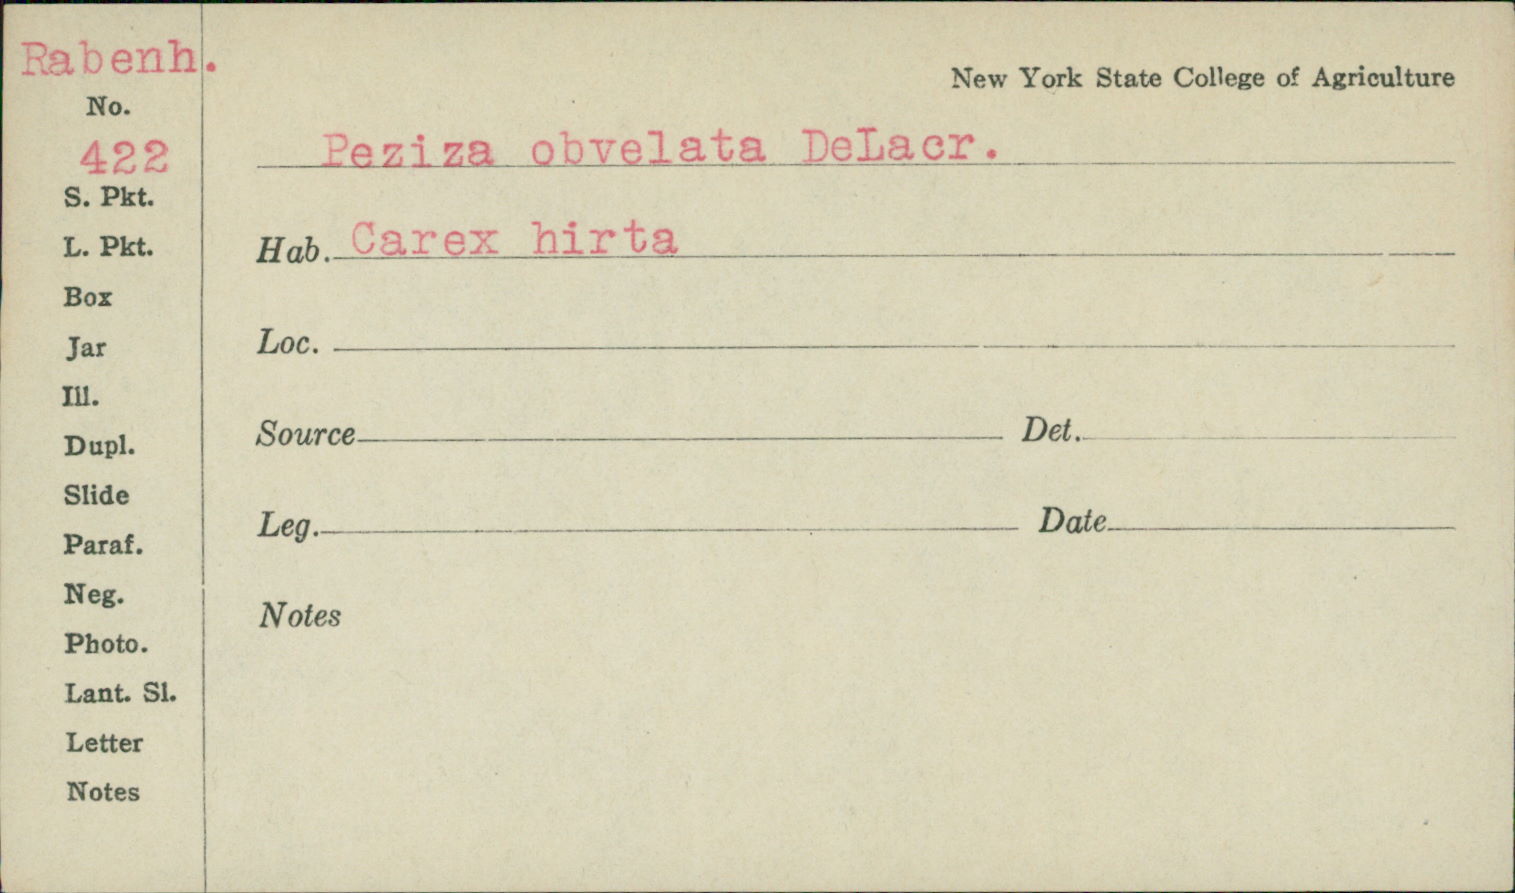 Rabenh.
No.
422
S. Pkt.
L. Pkt.
Box
Jar
Ill.
Dupl.
Slide
Paraf.
Neg.
Photo.
Lant. Sl.
Letter
Notes
New York State College of Agriculture
Peziza obvelata DeLacr.
Hab. Carex hirta
Loc.
Source Det.
Leg. Date
Notes